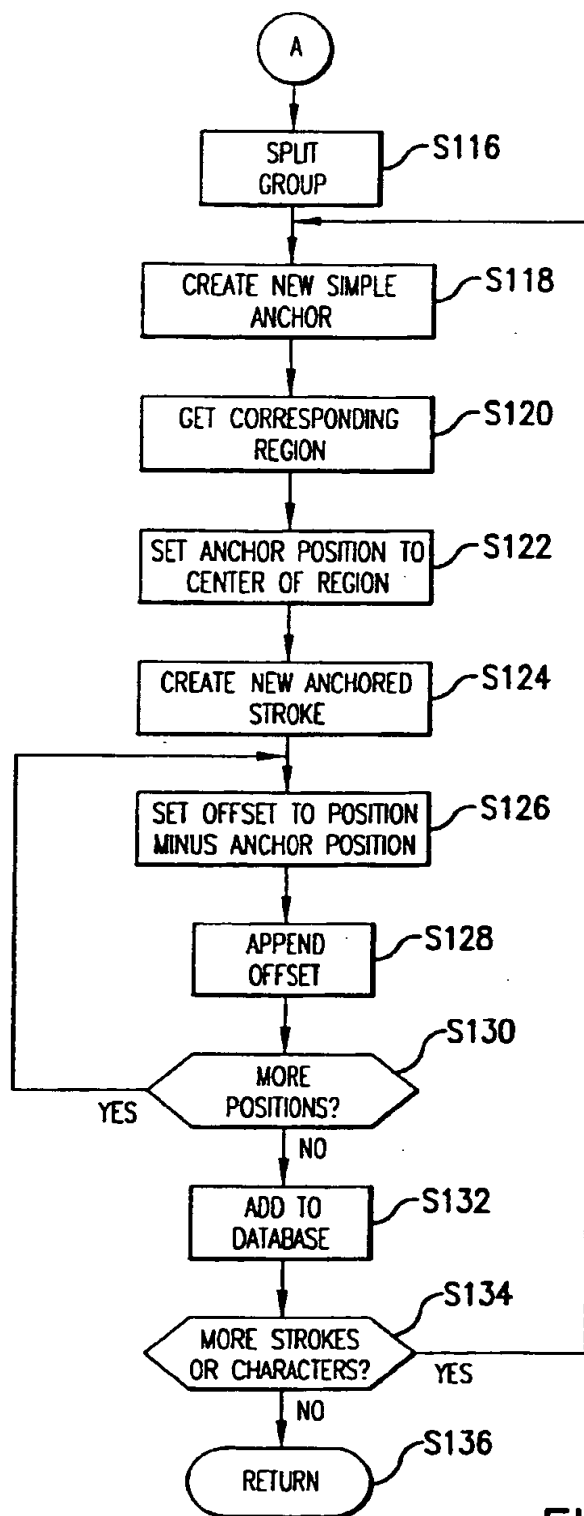 A
SPLIT
GROUP
S116
CREATE NEW SIMPLE
ANCHOR
S118
GET CORRESPONDING
REGION
S120
SET ANCHOR POSITION TO
CENTER OF REGION
S122
CREATE NEW ANCHORED
STROKE
S124
SET OFFSET TO POSITION
MINUS ANCHOR POSITION
S126
APPEND
OFFSET
S128
MORE
POSITIONS?
S130
YES
NO
ADD TO
DATABASE
S132
MORE STROKES
OR CHARACTERS?
S134
YES
NO
RETURN
S136